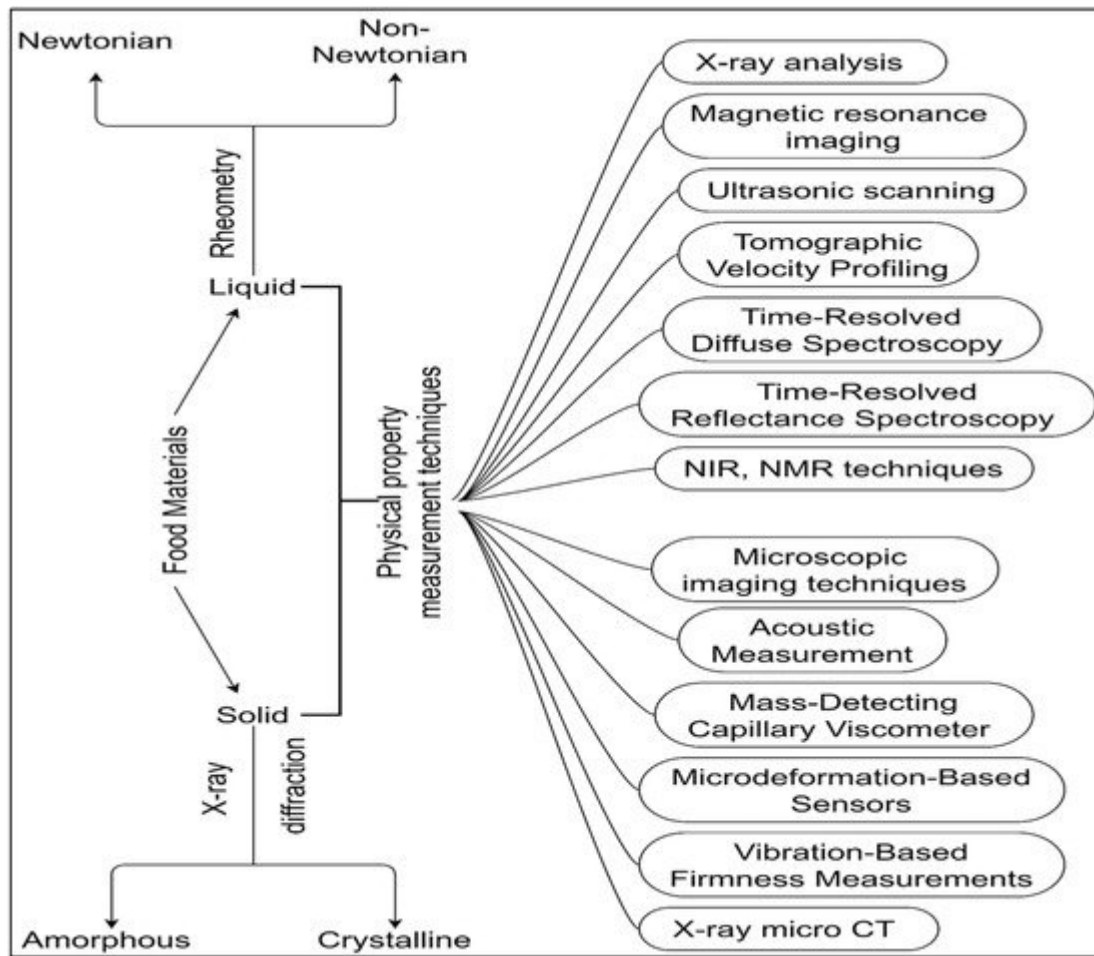 Newtonian
Non-
Newtonian
Rheometry
Liquid
Food Materials
Solid
X-ray
diffraction
Amorphous
Crystalline
Physical property
measurement techniques
X-ray analysis
Magnetic resonance
imaging
Ultrasonic scanning
Tomographic
Velocity Profiling
Time-Resolved
Diffuse Spectroscopy
Time-Resolved
Reflectance Spectroscopy
NIR, NMR techniques
Microscopic
imaging techniques
Acoustic
Measurement
Mass-Detecting
Capillary Viscometer
Microdeformation-Based
Sensors
Vibration-Based
Firmness Measurements
X-ray micro CT